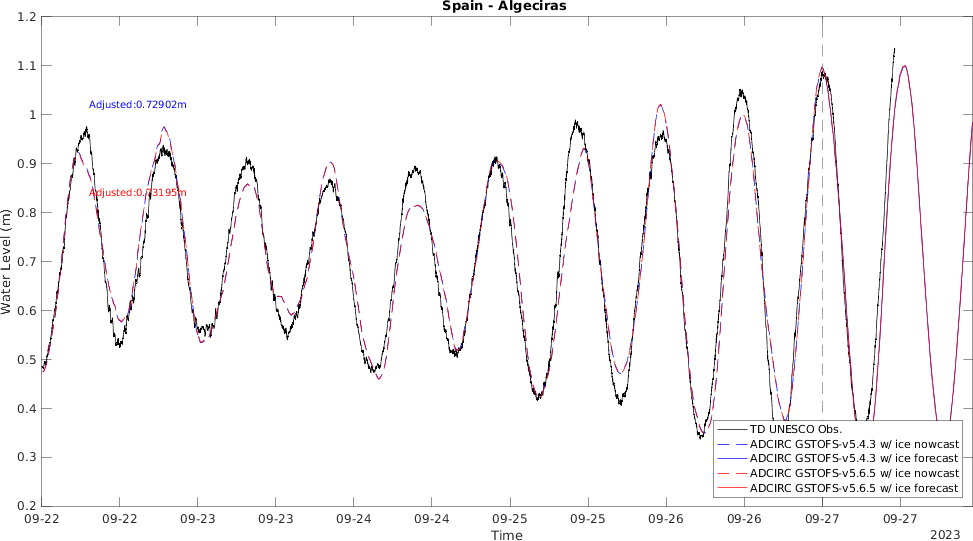 Spain - Algeciras
1.2
1.1
1
0.9
0.8
0.7
0.6
0.5
0.4
0.3
0.2
Water Level (m)
Adjusted:0.72902m
Adjusted:0.03195m
TD UNESCO Obs.
ADCIRC GSTOFS-v5.4.3 w/ ice nowcast
ADCIRC GSTOFS-v5.4.3 w/ ice forecast
ADCIRC GSTOFS-v5.6.5 w/ ice nowcast
ADCIRC GSTOFS-v5.6.5 w/ ice forecast
09-22 09-22 09-23 09-23 09-24 09-24 09-25 09-25 09-26 09-26 09-27 09-27
Time
2023